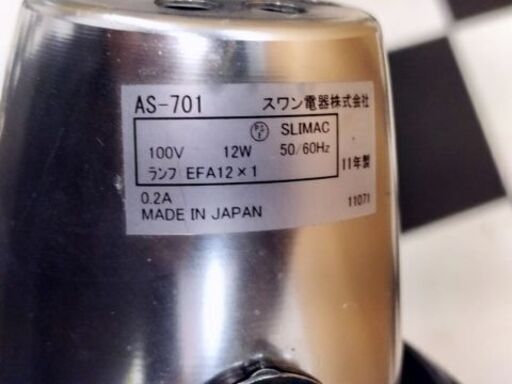 AS-701 スワン電器株式会社
PSE SLIMAC
100V 12W 50/60Hz
ランプ EFA12×1 11年製
0.2A
MADE IN JAPAN 11071